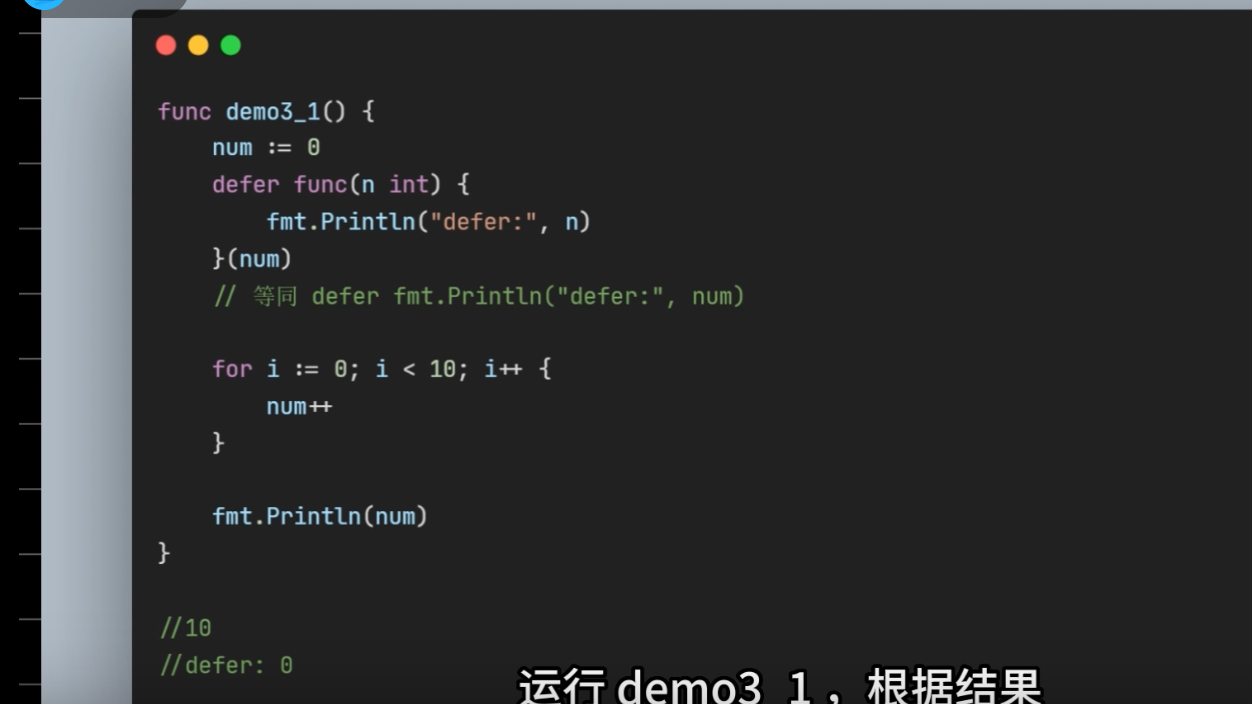 func demo3_1() {
    num := 0
    defer func(n int) {
        fmt.Println("defer:", n)
    }(num)
    // 等同 defer fmt.Println("defer:", num)

    for i := 0; i < 10; i++ {
        num++
    }

    fmt.Println(num)
}

//10
//defer: 0
运行 demo3_1，根据结果